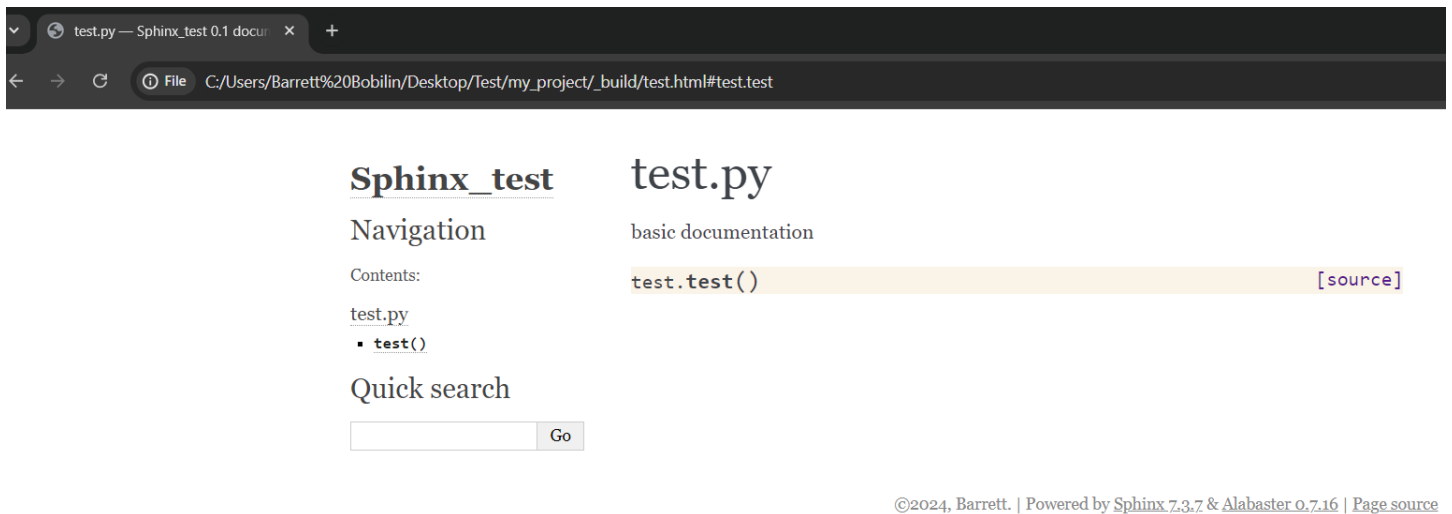 test.py — Sphinx_test 0.1 docu
File C:/Users/Barrett%20Bobilin/Desktop/Test/my_project/_build/test.html#test.test
Sphinx_test
Navigation
Contents:
test.py
test()
Quick search
Go
test.py
basic documentation
test.test() [source]
©2024, Barrett. | Powered by Sphinx 7.3.7 & Alabaster 0.7.16 | Page source